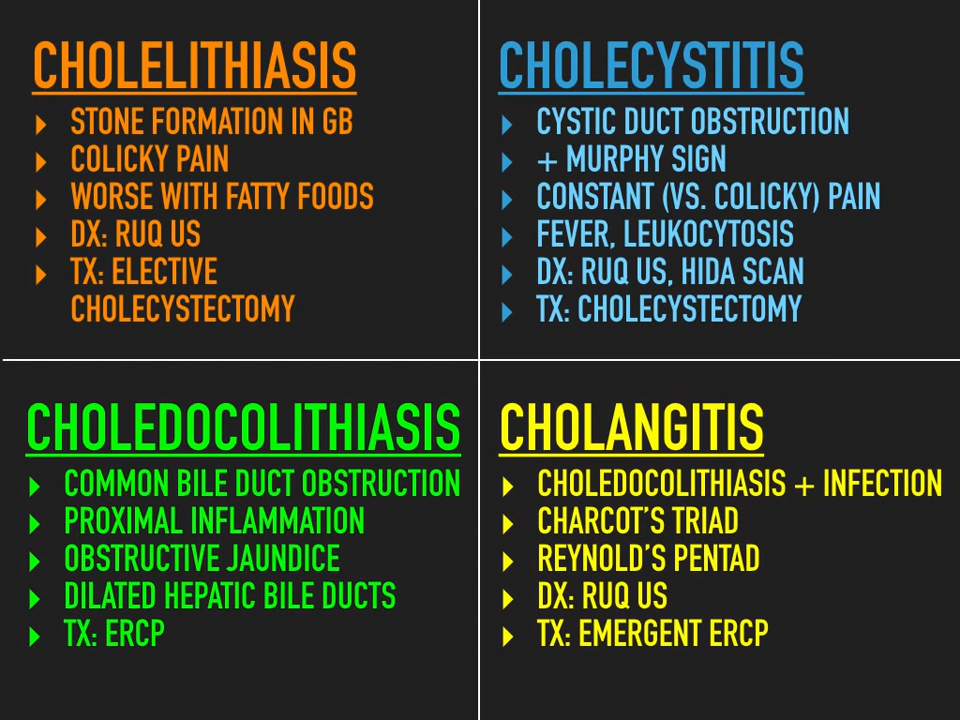 CHOLELITHIASIS
▸ STONE FORMATION IN GB
▸ COLICKY PAIN
▸ WORSE WITH FATTY FOODS
▸ DX: RUQ US
▸ TX: ELECTIVE
CHOLECYSTECTOMY
CHOLECYSTITIS
▸ CYSTIC DUCT OBSTRUCTION
▸ + MURPHY SIGN
▸ CONSTANT (VS. COLICKY) PAIN
▸ FEVER, LEUKOCYTOSIS
▸ DX: RUQ US, HIDA SCAN
▸ TX: CHOLECYSTECTOMY
CHOLEDOCOLITHIASIS
▸ COMMON BILE DUCT OBSTRUCTION
▸ PROXIMAL INFLAMMATION
▸ OBSTRUCTIVE JAUNDICE
▸ DILATED HEPATIC BILE DUCTS
▸ TX: ERCP
CHOLANGITIS
▸ CHOLEDOCOLITHIASIS + INFECTION
▸ CHARCOT’S TRIAD
▸ REYNOLD’S PENTAD
▸ DX: RUQ US
▸ TX: EMERGENT ERCP